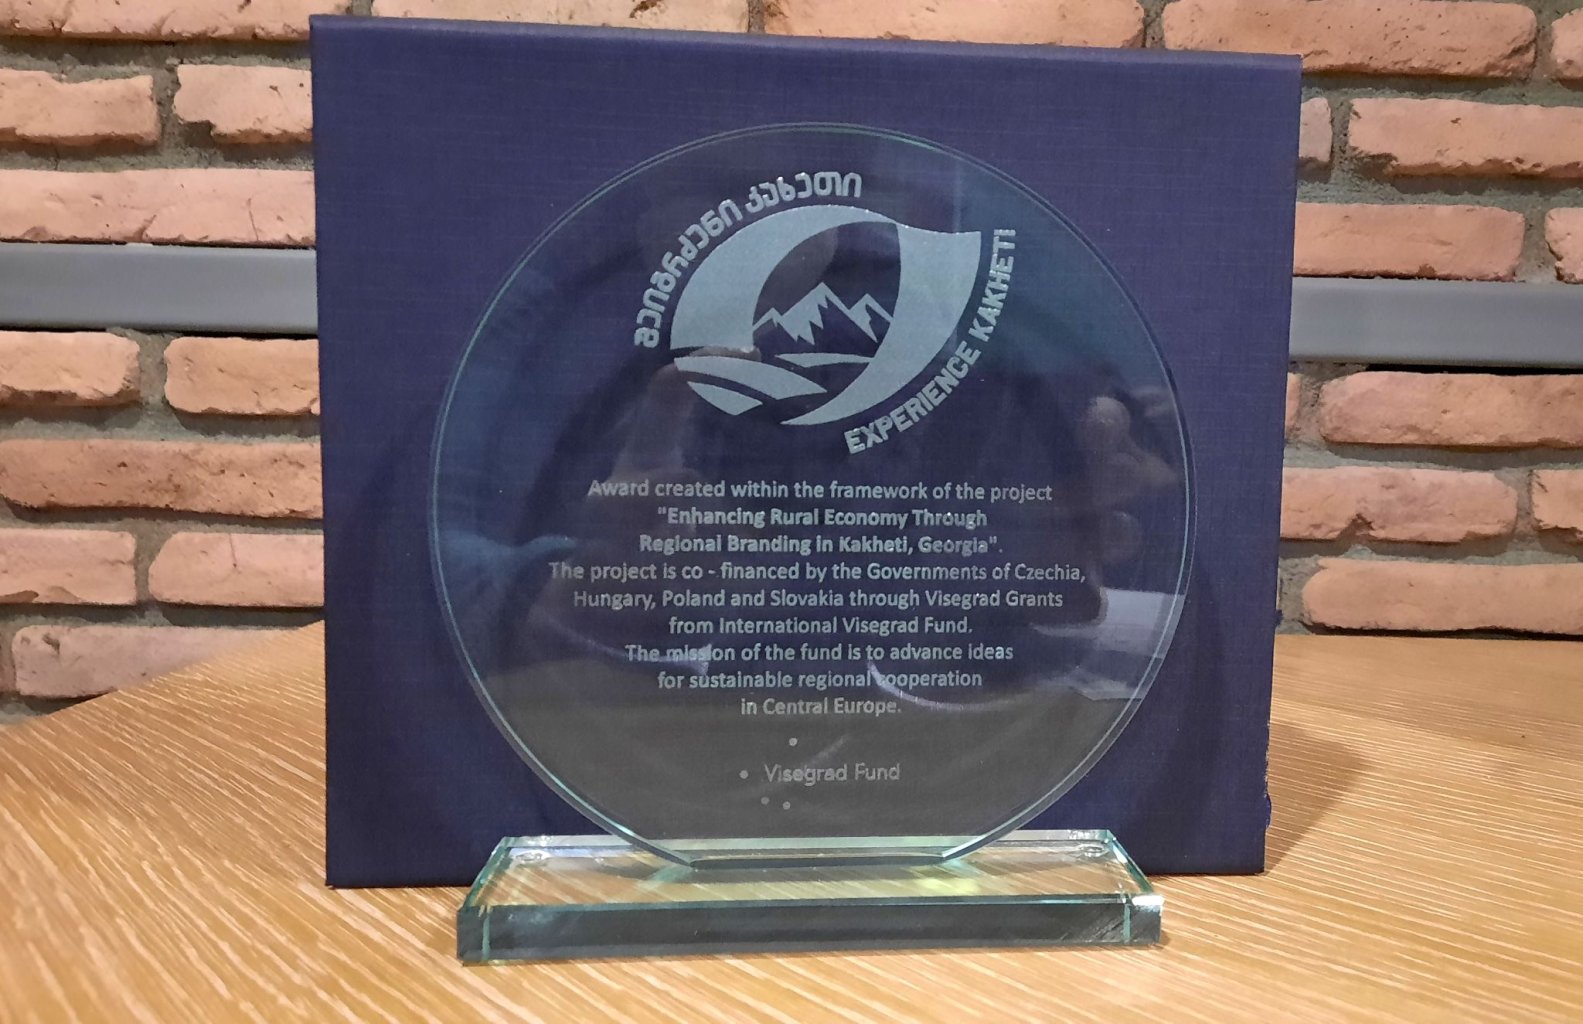 შეიგრძენი კახეთი
EXPERIENCE KAKHETI
Award created within the framework of the project
"Enhancing Rural Economy Through
Regional Branding in Kakheti, Georgia".
The project is co - financed by the Governments of Czechia,
Hungary, Poland and Slovakia through Visegrad Grants
from International Visegrad Fund.
The mission of the fund is to advance ideas
for sustainable regional cooperation
in Central Europe.
Visegrad Fund